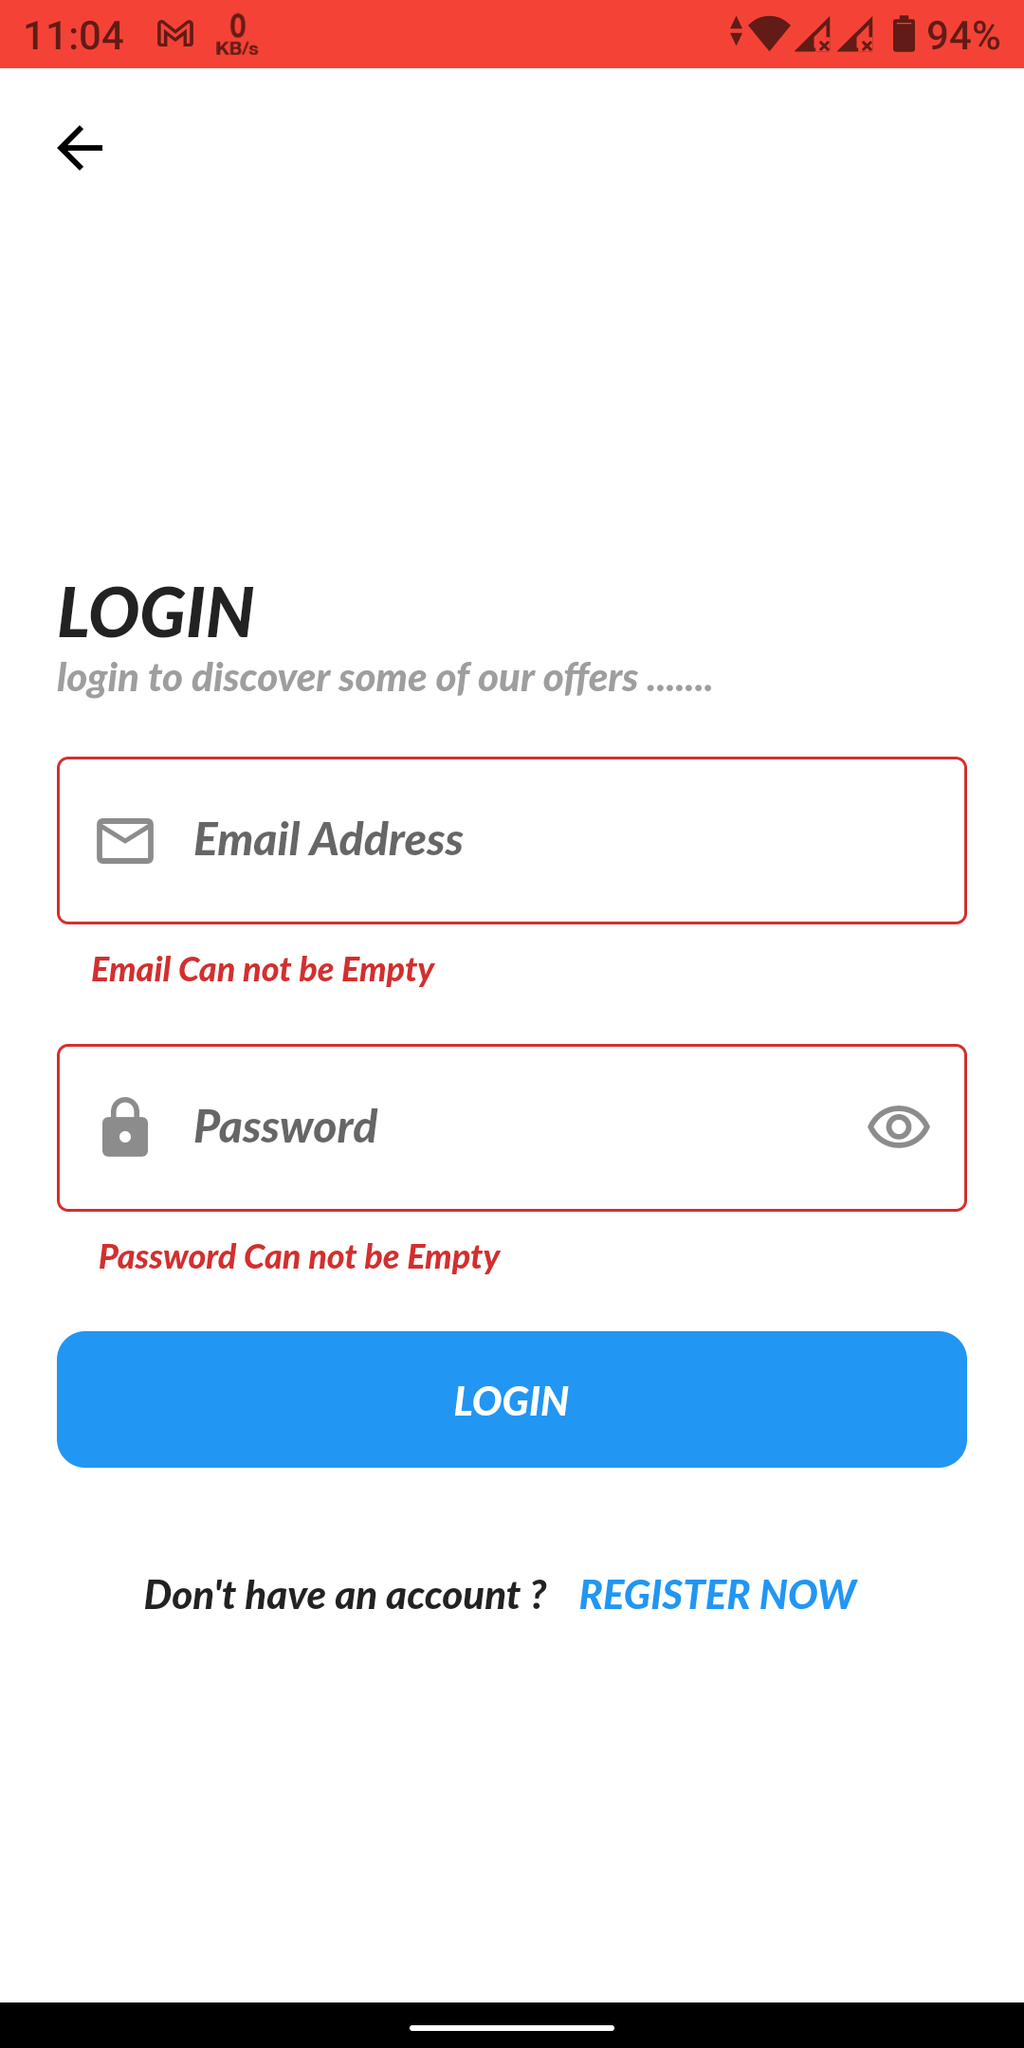 11:04 0 KB/s 94%
LOGIN
login to discover some of our offers .......
Email Address
Email Can not be Empty
Password
Password Can not be Empty
LOGIN
Don't have an account ? REGISTER NOW